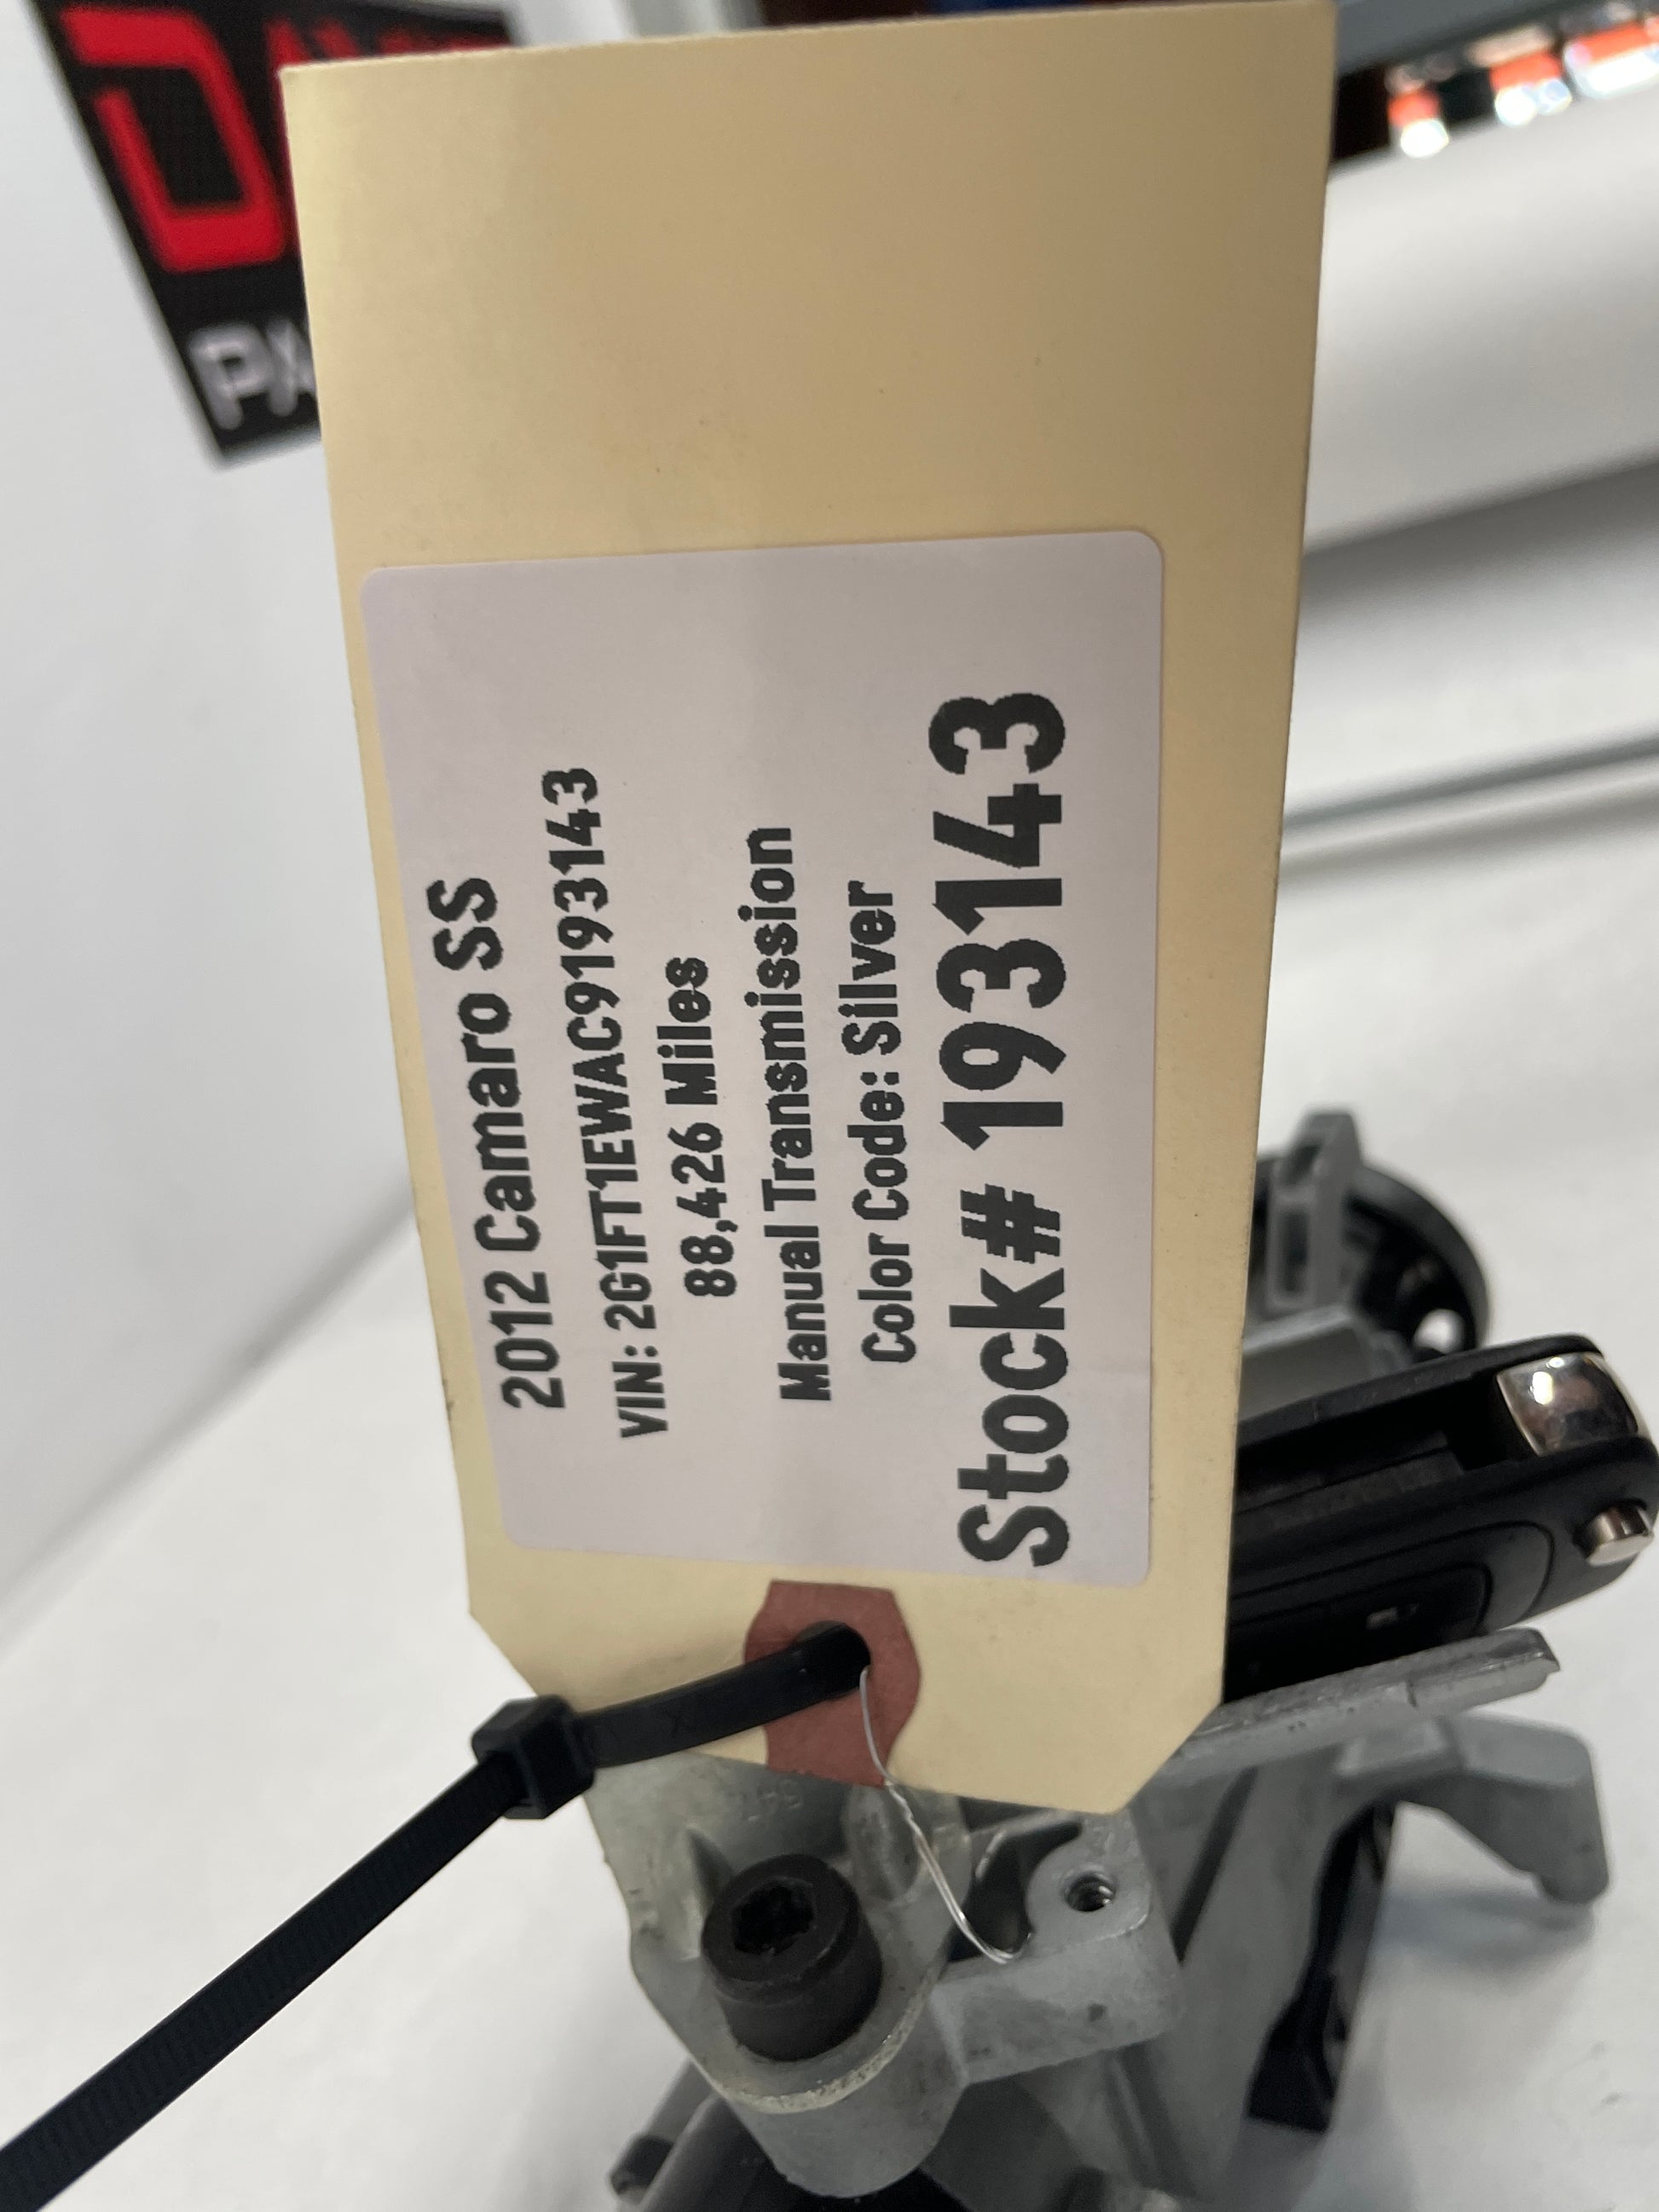 2012 Camaro SS
VIN: 2G1FT1EWAC9193143
88,426 Miles
Manual Transmission
Color Code: Silver
Stock# 193143